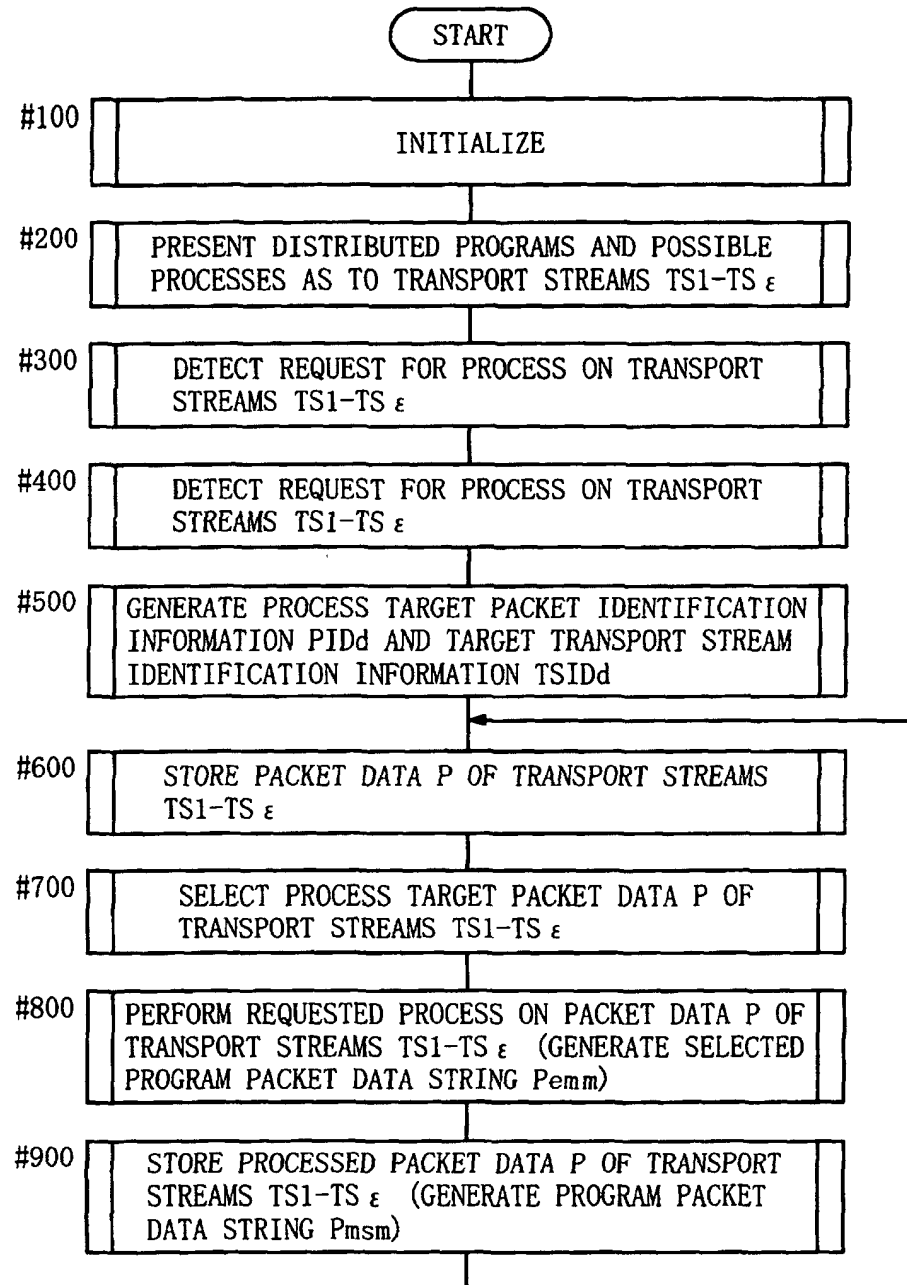 START
#100
INITIALIZE
#200
PRESENT DISTRIBUTED PROGRAMS AND POSSIBLE
PROCESSES AS TO TRANSPORT STREAMS TS1-TS ε
#300
DETECT REQUEST FOR PROCESS ON TRANSPORT
STREAMS TS1-TS ε
#400
DETECT REQUEST FOR PROCESS ON TRANSPORT
STREAMS TS1-TS ε
#500
GENERATE PROCESS TARGET PACKET IDENTIFICATION
INFORMATION PIDd AND TARGET TRANSPORT STREAM
IDENTIFICATION INFORMATION TSIDd
#600
STORE PACKET DATA P OF TRANSPORT STREAMS
TS1-TS ε
#700
SELECT PROCESS TARGET PACKET DATA P OF
TRANSPORT STREAMS TS1-TS ε
#800
PERFORM REQUESTED PROCESS ON PACKET DATA P OF
TRANSPORT STREAMS TS1-TS ε (GENERATE SELECTED
PROGRAM PACKET DATA STRING Pemm)
#900
STORE PROCESSED PACKET DATA P OF TRANSPORT
STREAMS TS1-TS ε (GENERATE PROGRAM PACKET
DATA STRING Pmsm)